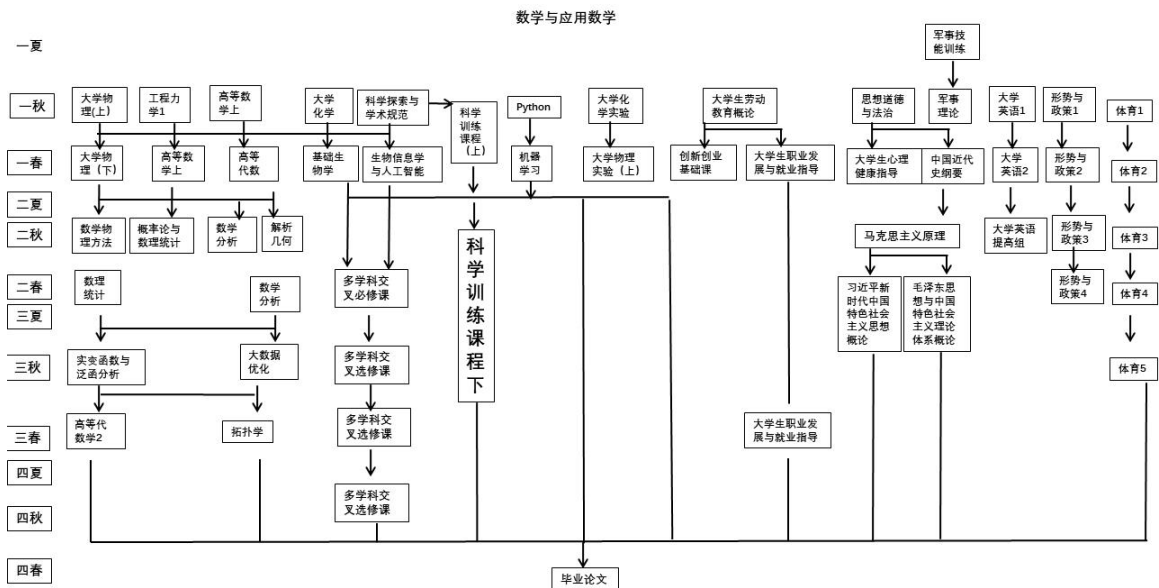 数学与应用数学
一夏
军事技
能训练
一秋
大学物
理(上)
工程力
学1
高等数
学上
大学
化学
科学探索与
学术规范
科学
训练
课程
（上）
Python
大学化
学实验
大学生劳动
教育概论
思想道德
与法治
军事
理论
大学
英语1
形势与
政策1
体育1
一春
大学物
理（下）
高等数
学上
高等
代数
基础生
物学
生物信息学
与人工智能
机器
学习
大学物理
实验（上）
创新创业
基础课
大学生职业发
展与就业指导
大学生心理
健康指导
中国近代
史纲要
大学
英语2
形势与
政策2
体育2
二夏
二秋
数学物
理方法
概率论与
数理统计
数学
分析
解析
几何
科
学
训
练
课
程
下
马克思主义原理
大学英语
提高组
形势与
政策3
体育3
二春
数理
统计
数学
分析
多学科交
叉必修课
习近平新
时代中国
特色社会
主义思想
概论
毛泽东思
想与中国
特色社会
主义理论
体系概论
形势与
政策4
体育4
三夏
三秋
实变函数与
泛函分析
大数据
优化
多学科交
叉选修课
体育5
三春
高等代
数学2
拓扑学
多学科交
叉选修课
大学生职业发
展与就业指导
四夏
四秋
多学科交
叉选修课
四春
毕业论文